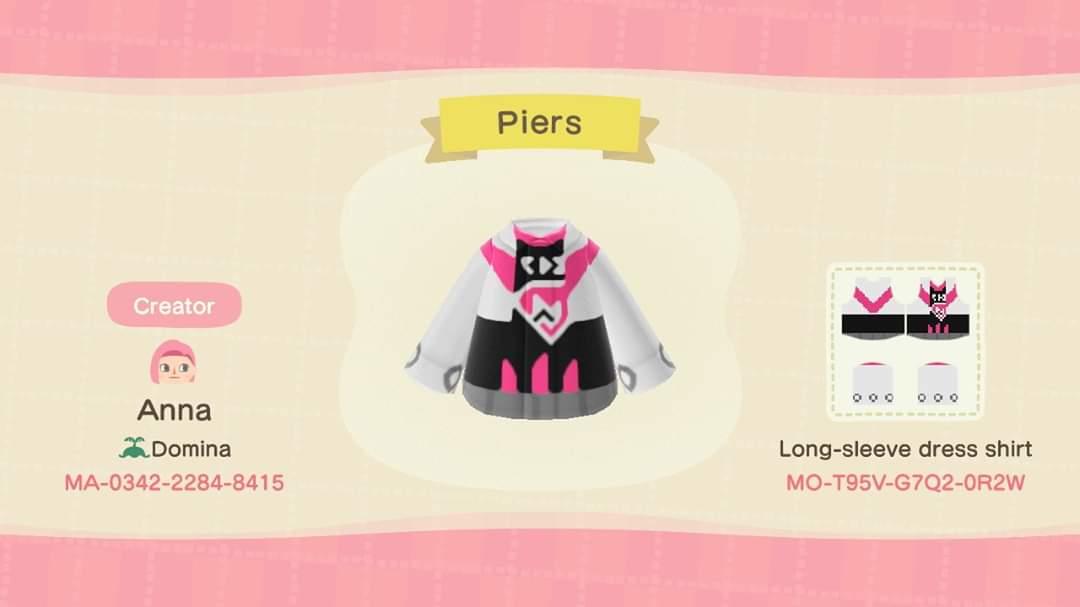 Piers
Creator
Anna
Domina
MA-0342-2284-8415
Long-sleeve dress shirt
MO-T95V-G7Q2-0R2W